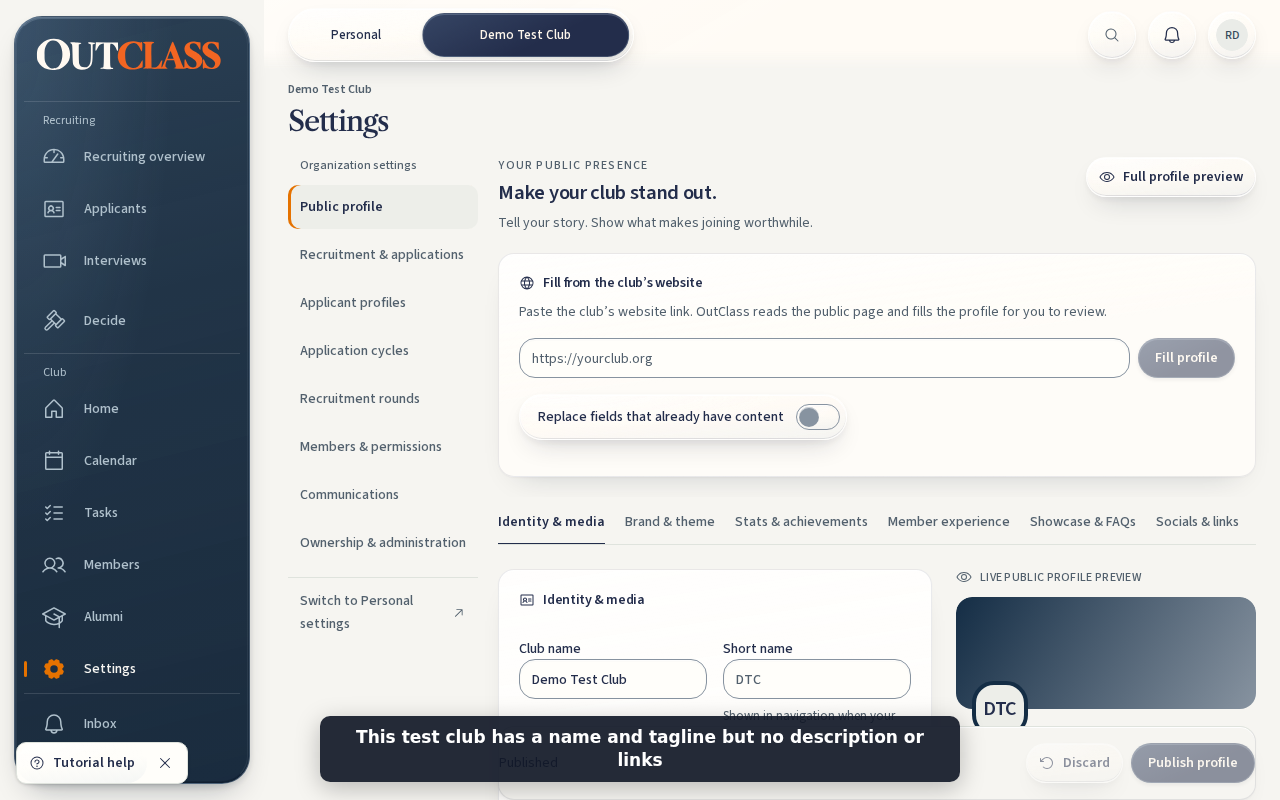 OUTCLASS
Personal
Demo Test Club
RD
Recruiting
Recruiting overview
Applicants
Interviews
Decide
Club
Home
Calendar
Tasks
Members
Alumni
Settings
Inbox
Tutorial help
Demo Test Club
Settings
Organization settings
Public profile
Recruitment & applications
Applicant profiles
Application cycles
Recruitment rounds
Members & permissions
Communications
Ownership & administration
Switch to Personal
settings
YOUR PUBLIC PRESENCE
Make your club stand out.
Tell your story. Show what makes joining worthwhile.
Full profile preview
Fill from the club’s website
Paste the club’s website link. OutClass reads the public page and fills the profile for you to review.
https://yourclub.org
Fill profile
Replace fields that already have content
Identity & media
Brand & theme
Stats & achievements
Member experience
Showcase & FAQs
Socials & links
Identity & media
Club name
Short name
Demo Test Club
DTC
Shown in navigation when your
LIVE PUBLIC PROFILE PREVIEW
DTC
Published
Discard
Publish profile
This test club has a name and tagline but no description or
links